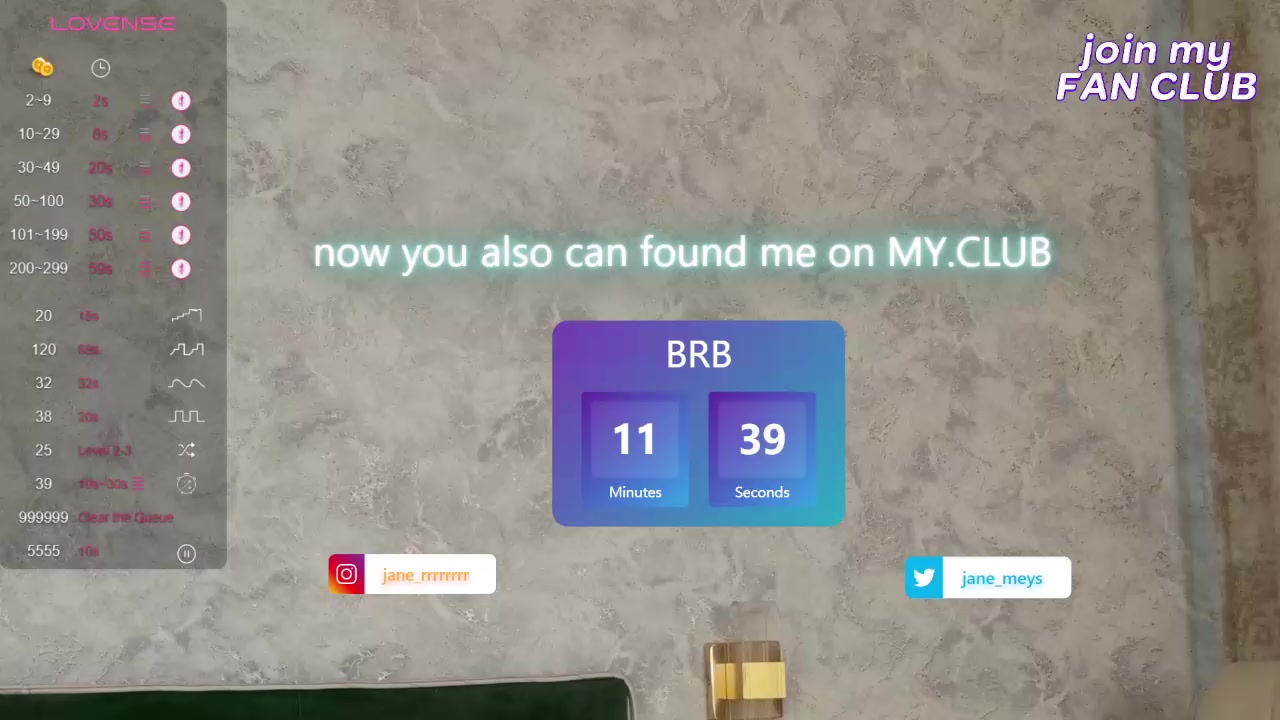 LOVENSE
2~9 2s
10~29 8s
30~49 20s
50~100 30s
101~199 50s
200~299 59s
20 15s
120
32 32s
38 20s
25 Level 2-3
39 10s~30s
999999 Clear the Queue
5555 10s
join my
FAN CLUB
now you also can found me on MY.CLUB
BRB
11 39
Minutes Seconds
jane_rrrrrrrr
jane_meys